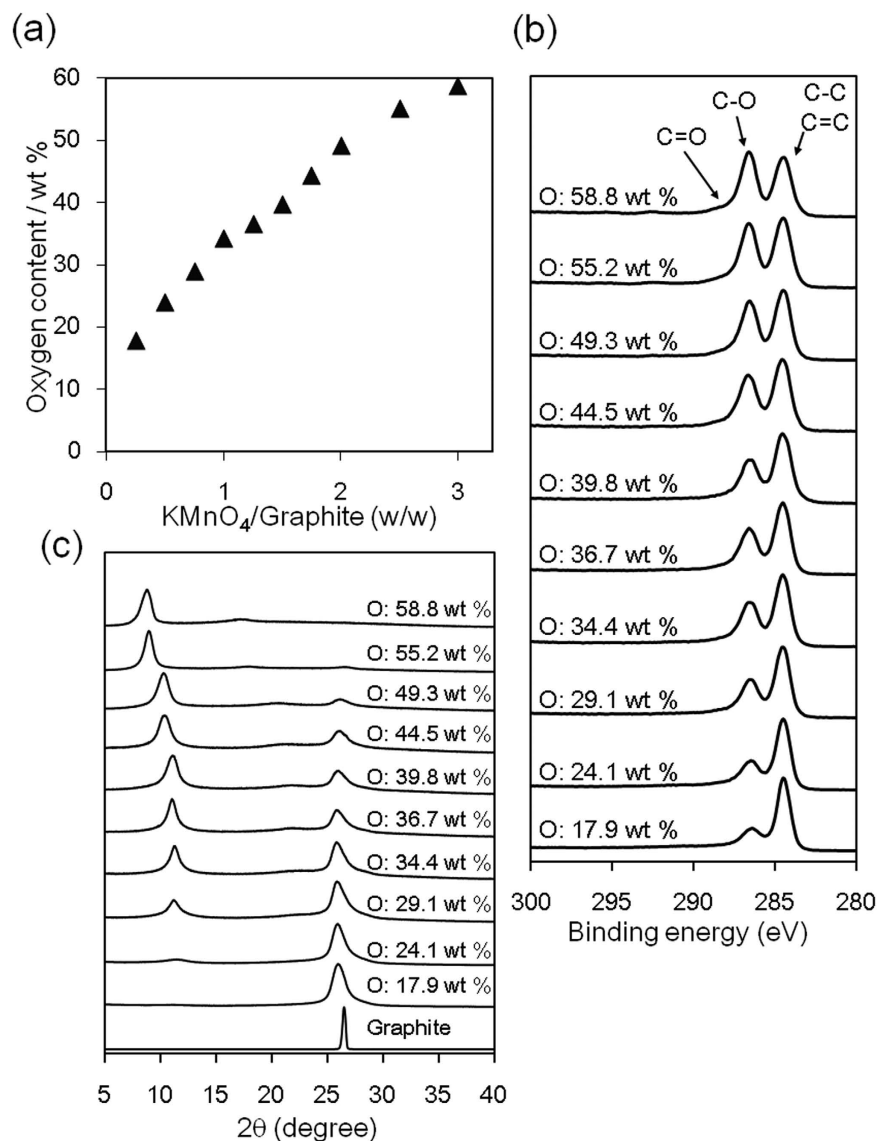 (a)
60
50
40
30
20
10
0
Oxygen content / wt %
0 1 2 3
KMnO4/Graphite (w/w)
(b)
C-C
C-O
C=O
C=C
O: 58.8 wt %
O: 55.2 wt %
O: 49.3 wt %
O: 44.5 wt %
O: 39.8 wt %
O: 36.7 wt %
O: 34.4 wt %
O: 29.1 wt %
O: 24.1 wt %
O: 17.9 wt %
300 295 290 285 280
Binding energy (eV)
(c)
O: 58.8 wt %
O: 55.2 wt %
O: 49.3 wt %
O: 44.5 wt %
O: 39.8 wt %
O: 36.7 wt %
O: 34.4 wt %
O: 29.1 wt %
O: 24.1 wt %
O: 17.9 wt %
Graphite
5 10 15 20 25 30 35 40
2θ (degree)